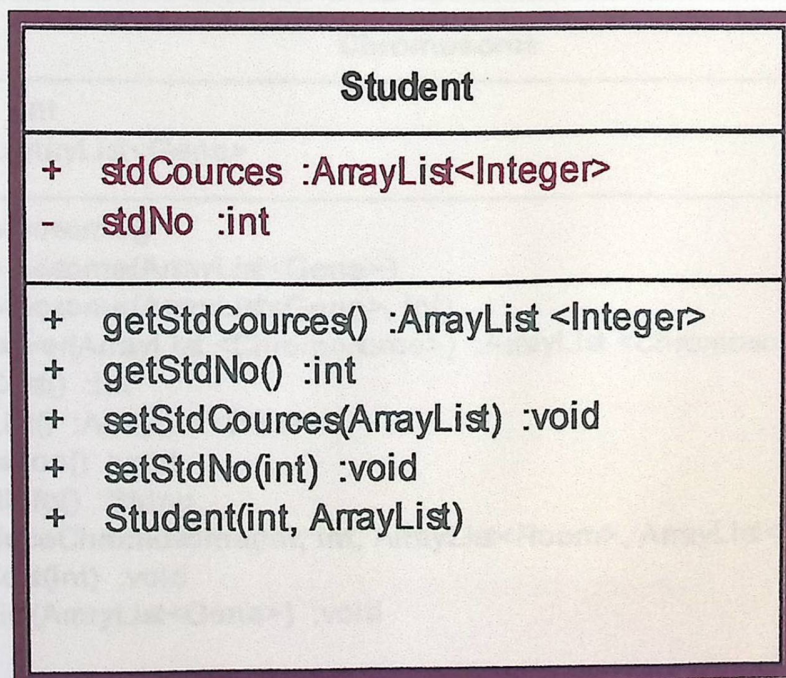 Student
+ stdCources :ArrayList<Integer>
- stdNo :int
+ getStdCources() :ArrayList <Integer>
+ getStdNo() :int
+ setStdCources(ArrayList) :void
+ setStdNo(int) :void
+ Student(int, ArrayList)